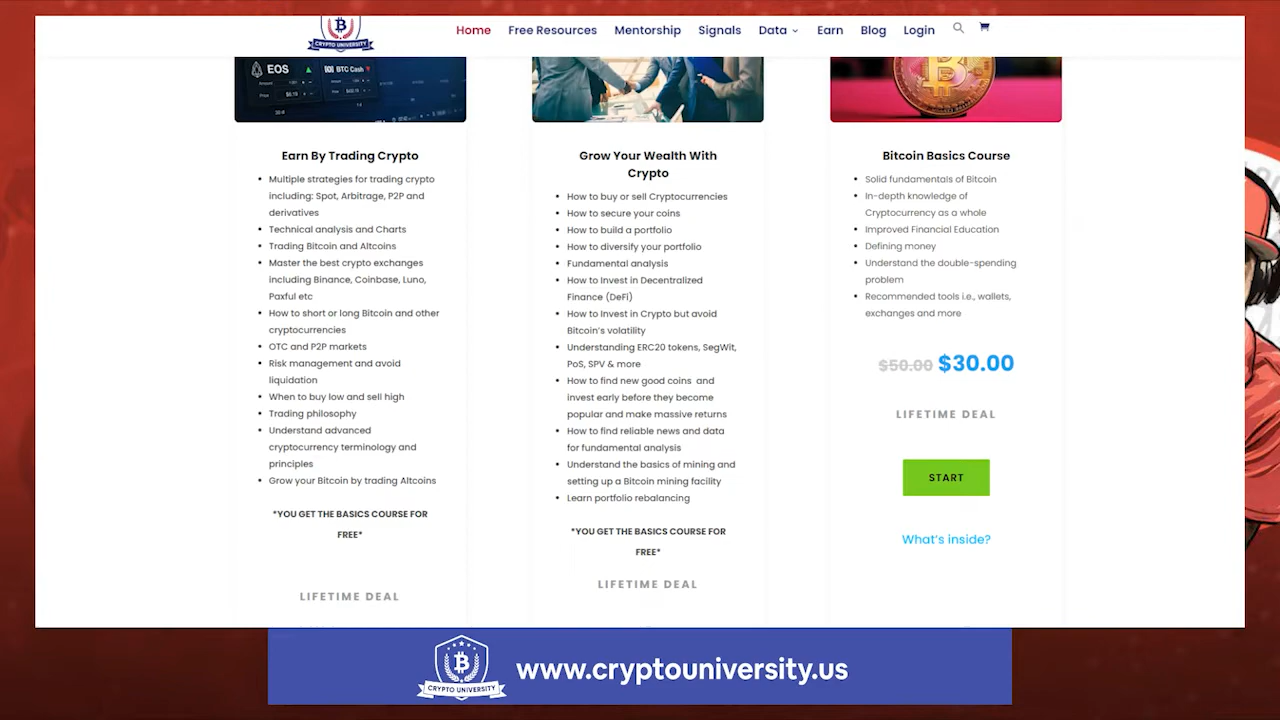 CRYPTO UNIVERSITY
Home
Free Resources
Mentorship
Signals
Data
Earn
Blog
Login
EOS
BTC Cash
Earn By Trading Crypto
Multiple strategies for trading crypto
including: Spot, Arbitrage, P2P and
derivatives
Technical analysis and Charts
Trading Bitcoin and Altcoins
Master the best crypto exchanges
including Binance, Coinbase, Luno,
Paxful etc
How to short or long Bitcoin and other
cryptocurrencies
OTC and P2P markets
Risk management and avoid
liquidation
When to buy low and sell high
Trading philosophy
Understand advanced
cryptocurrency terminology and
principles
Grow your Bitcoin by trading Altcoins
*YOU GET THE BASICS COURSE FOR
FREE*
LIFETIME DEAL
Grow Your Wealth With
Crypto
How to buy or sell Cryptocurrencies
How to secure your coins
How to build a portfolio
How to diversify your portfolio
Fundamental analysis
How to Invest in Decentralized
Finance (DeFi)
How to Invest in Crypto but avoid
Bitcoin's volatility
Understanding ERC20 tokens, SegWit,
PoS, SPV & more
How to find new good coins and
invest early before they become
popular and make massive returns
How to find reliable news and data
for fundamental analysis
Understand the basics of mining and
setting up a Bitcoin mining facility
Learn portfolio rebalancing
*YOU GET THE BASICS COURSE FOR
FREE*
LIFETIME DEAL
Bitcoin Basics Course
Solid fundamentals of Bitcoin
In-depth knowledge of
Cryptocurrency as a whole
Improved Financial Education
Defining money
Understand the double-spending
problem
Recommended tools i.e., wallets,
exchanges and more
$50.00 $30.00
LIFETIME DEAL
START
What's inside?
CRYPTO UNIVERSITY
www.cryptouniversity.us